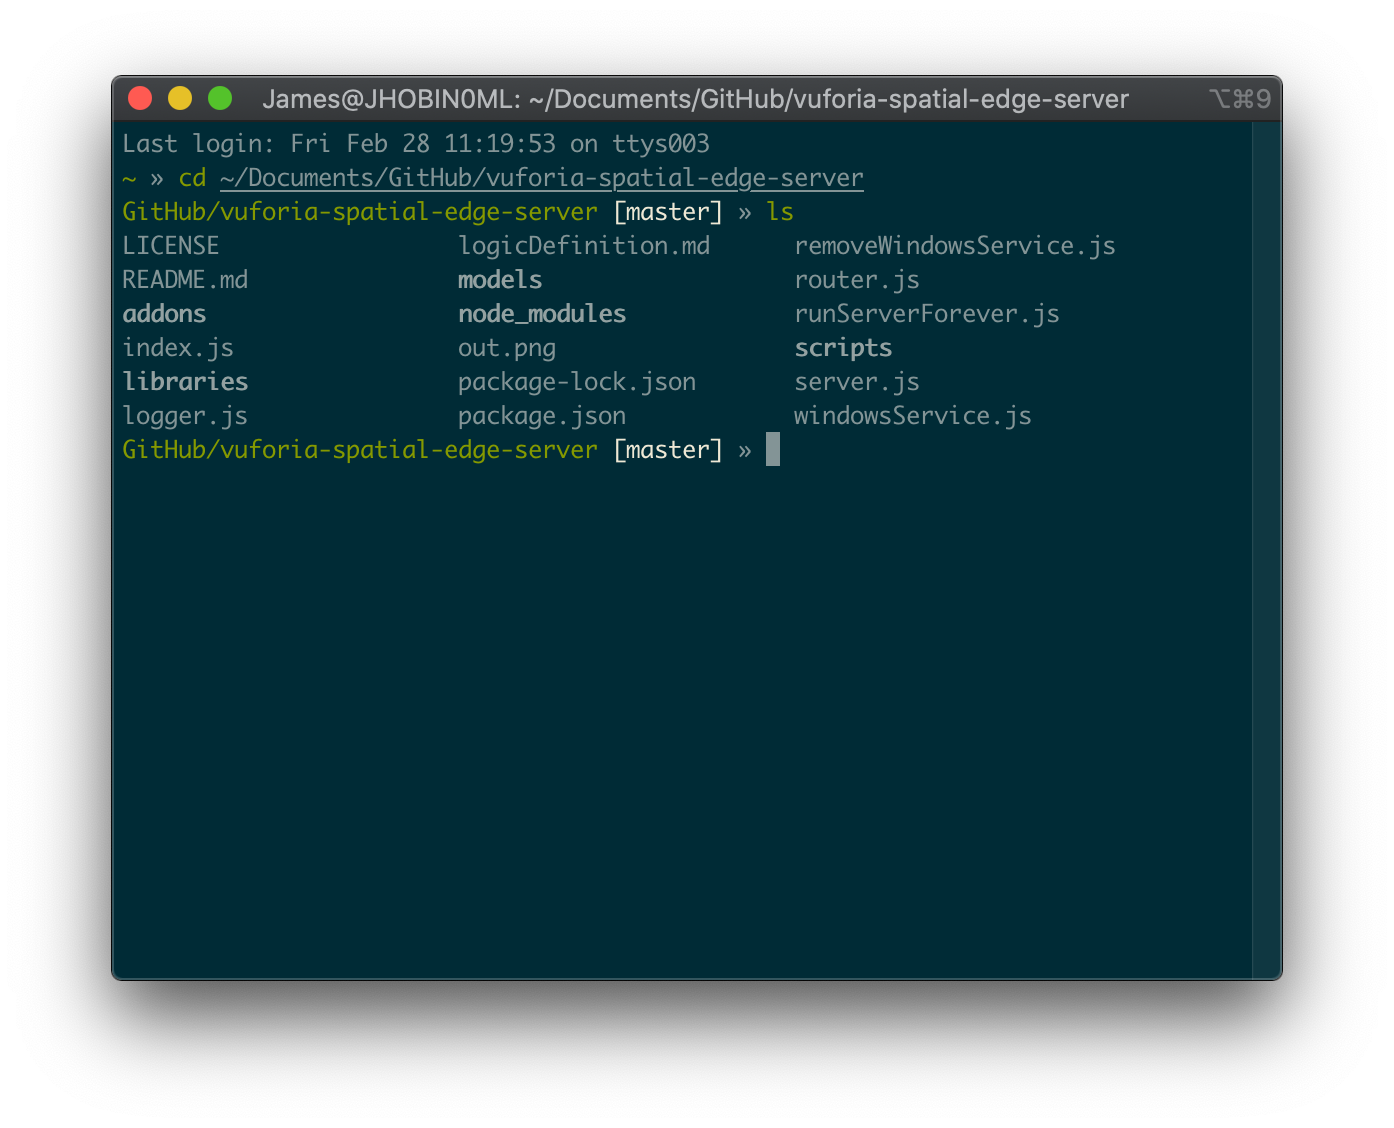 James@JHOBIN0ML: ~/Documents/GitHub/vuforia-spatial-edge-server ⌥⌘9
Last login: Fri Feb 28 11:19:53 on ttys003
~ » cd ~/Documents/GitHub/vuforia-spatial-edge-server
GitHub/vuforia-spatial-edge-server [master] » ls
LICENSE logicDefinition.md removeWindowsService.js
README.md models router.js
addons node_modules runServerForever.js
index.js out.png scripts
libraries package-lock.json server.js
logger.js package.json windowsService.js
GitHub/vuforia-spatial-edge-server [master] »